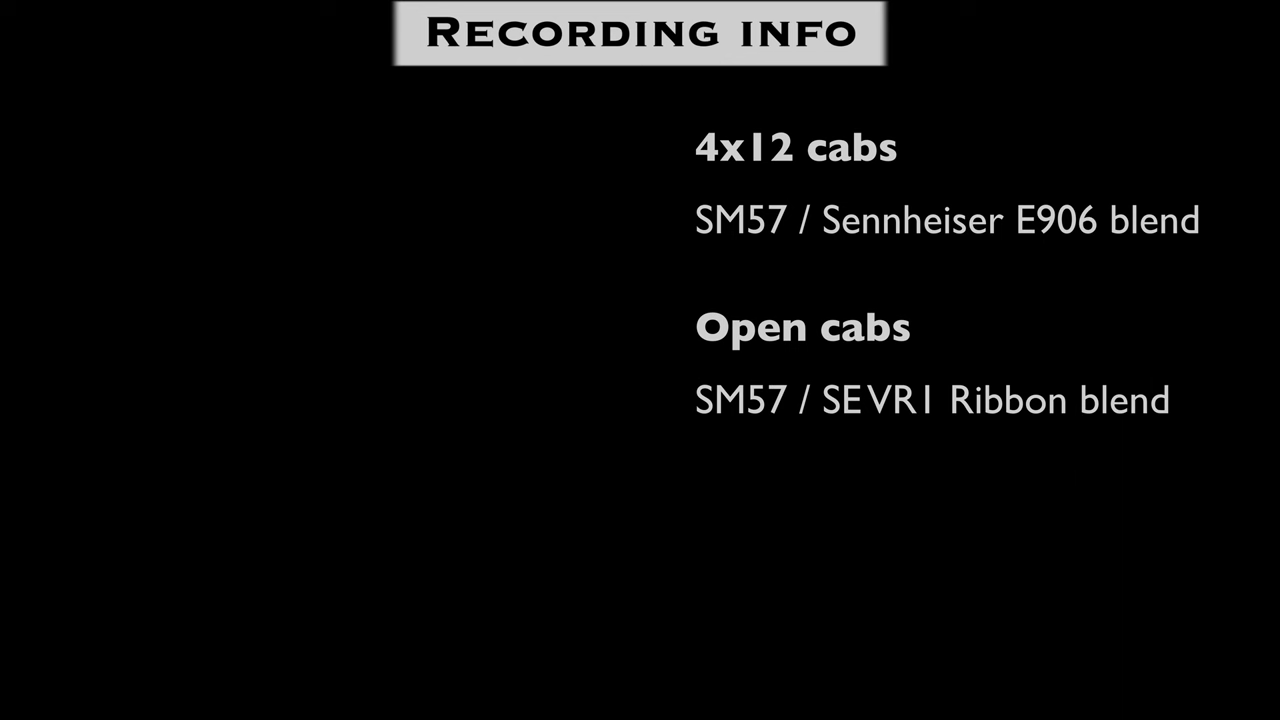 RECORDING INFO
4x12 cabs
SM57 / Sennheiser E906 blend
Open cabs
SM57 / SE VR1 Ribbon blend